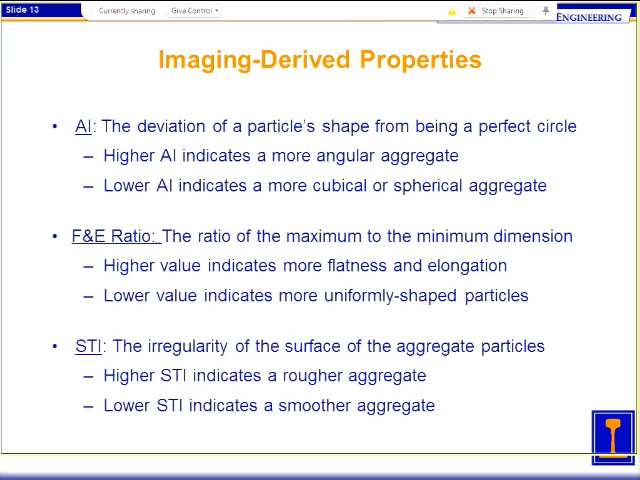 Slide 13
Currently sharing
Give Control
Stop Sharing
ENGINEERING
Imaging-Derived Properties
• AI: The deviation of a particle's shape from being a perfect circle
– Higher AI indicates a more angular aggregate
– Lower AI indicates a more cubical or spherical aggregate
• F&E Ratio: The ratio of the maximum to the minimum dimension
– Higher value indicates more flatness and elongation
– Lower value indicates more uniformly-shaped particles
• STI: The irregularity of the surface of the aggregate particles
– Higher STI indicates a rougher aggregate
– Lower STI indicates a smoother aggregate